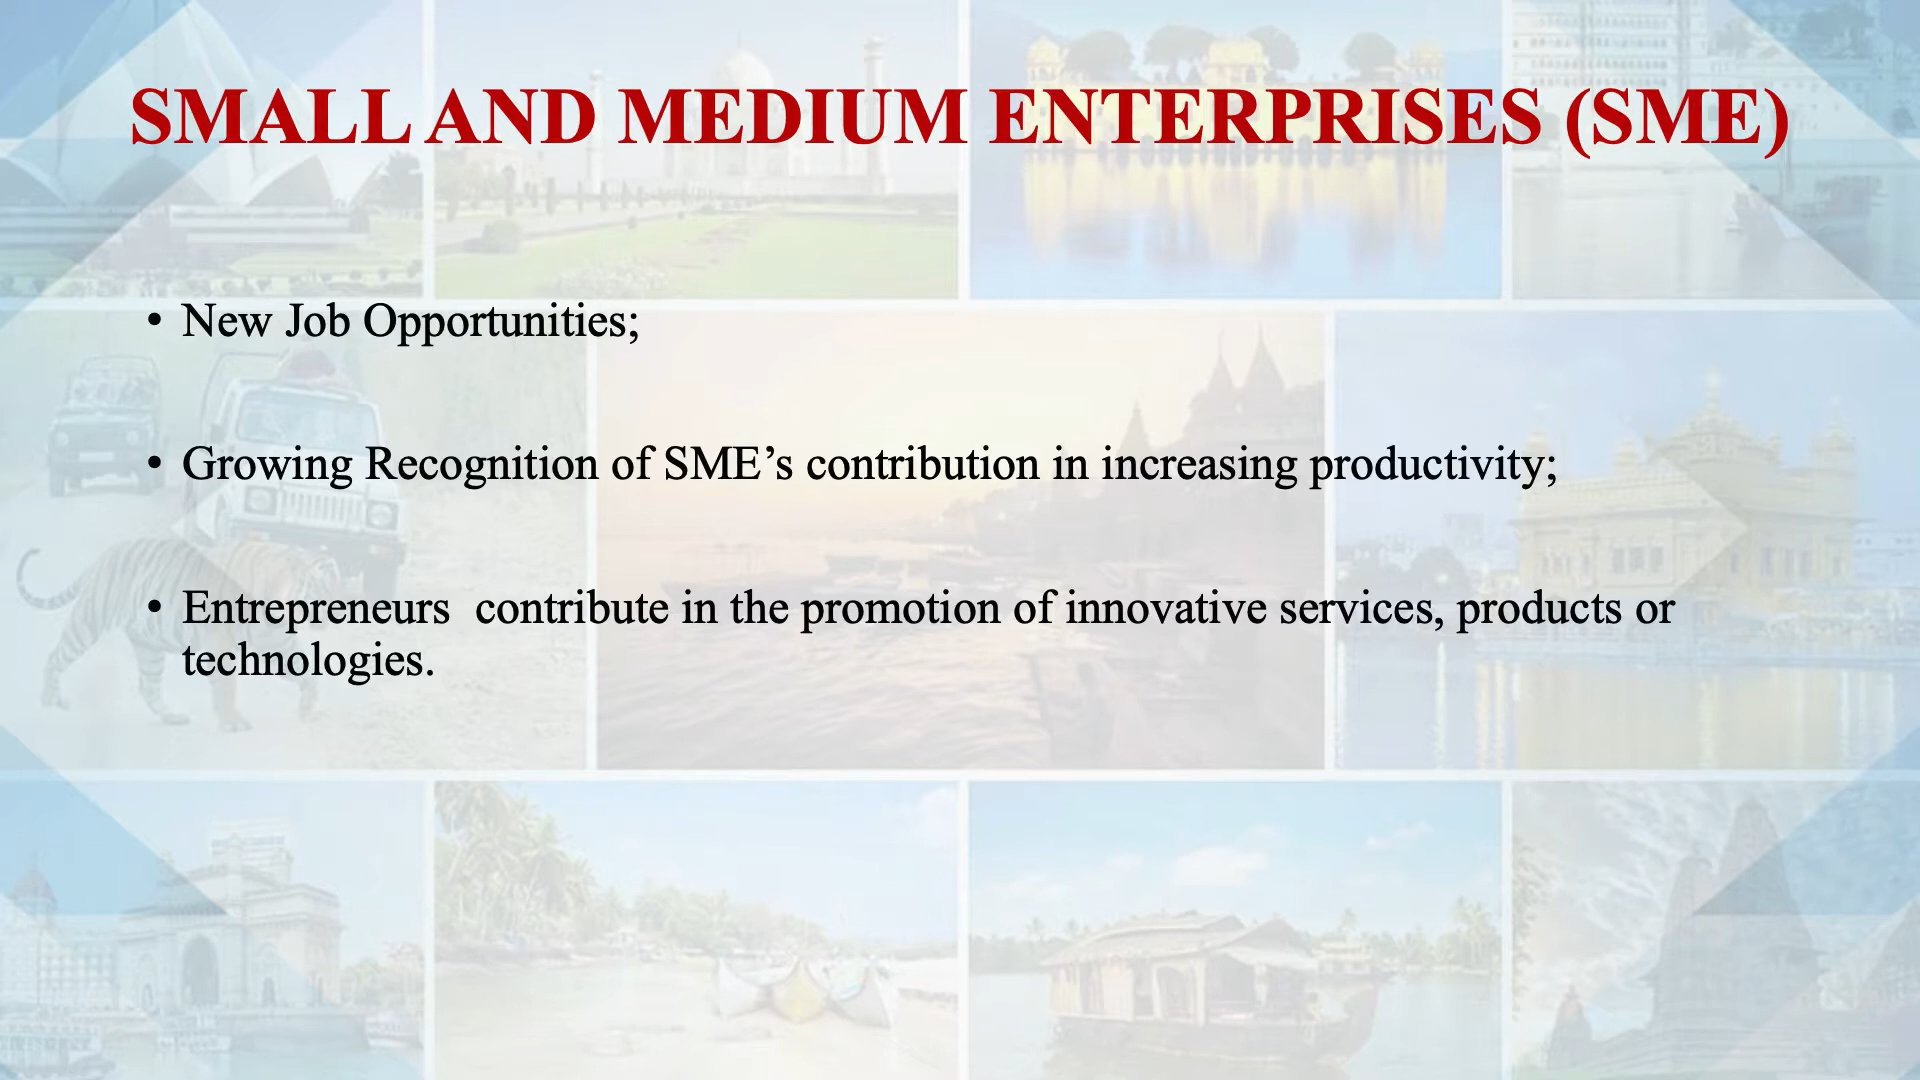 SMALL AND MEDIUM ENTERPRISES (SME)
• New Job Opportunities;
• Growing Recognition of SME’s contribution in increasing productivity;
• Entrepreneurs  contribute in the promotion of innovative services, products or
technologies.